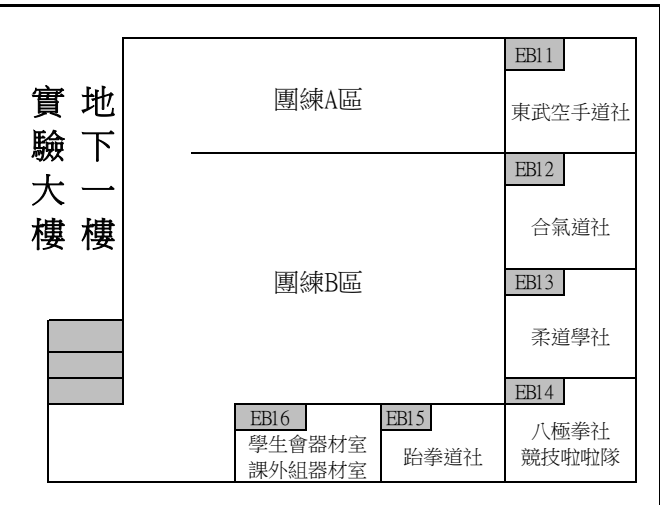 實驗大樓
地下一樓
團練A區
EB11
東武空手道社
EB12
合氣道社
團練B區
EB13
柔道學社
EB14
八極拳社
競技啦啦隊
EB16
學生會器材室
課外組器材室
EB15
跆拳道社